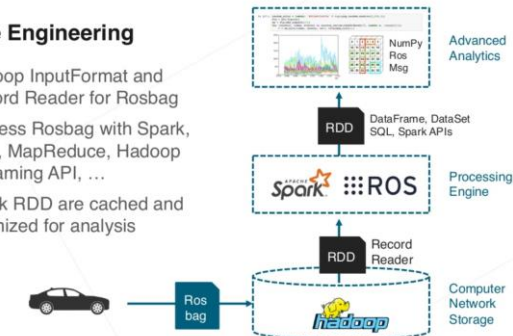 Engineering
oop InputFormat and
ord Reader for Rosbag
ess Rosbag with Spark,
, MapReduce, Hadoop
aming API, …
k RDD are cached and
mized for analysis
NumPy
Ros
Msg
Advanced
Analytics
RDD
DataFrame, DataSet
SQL, Spark APIs
APACHE
Spark
ROS
Processing
Engine
RDD
Record
Reader
Ros
bag
hadoop
Computer
Network
Storage